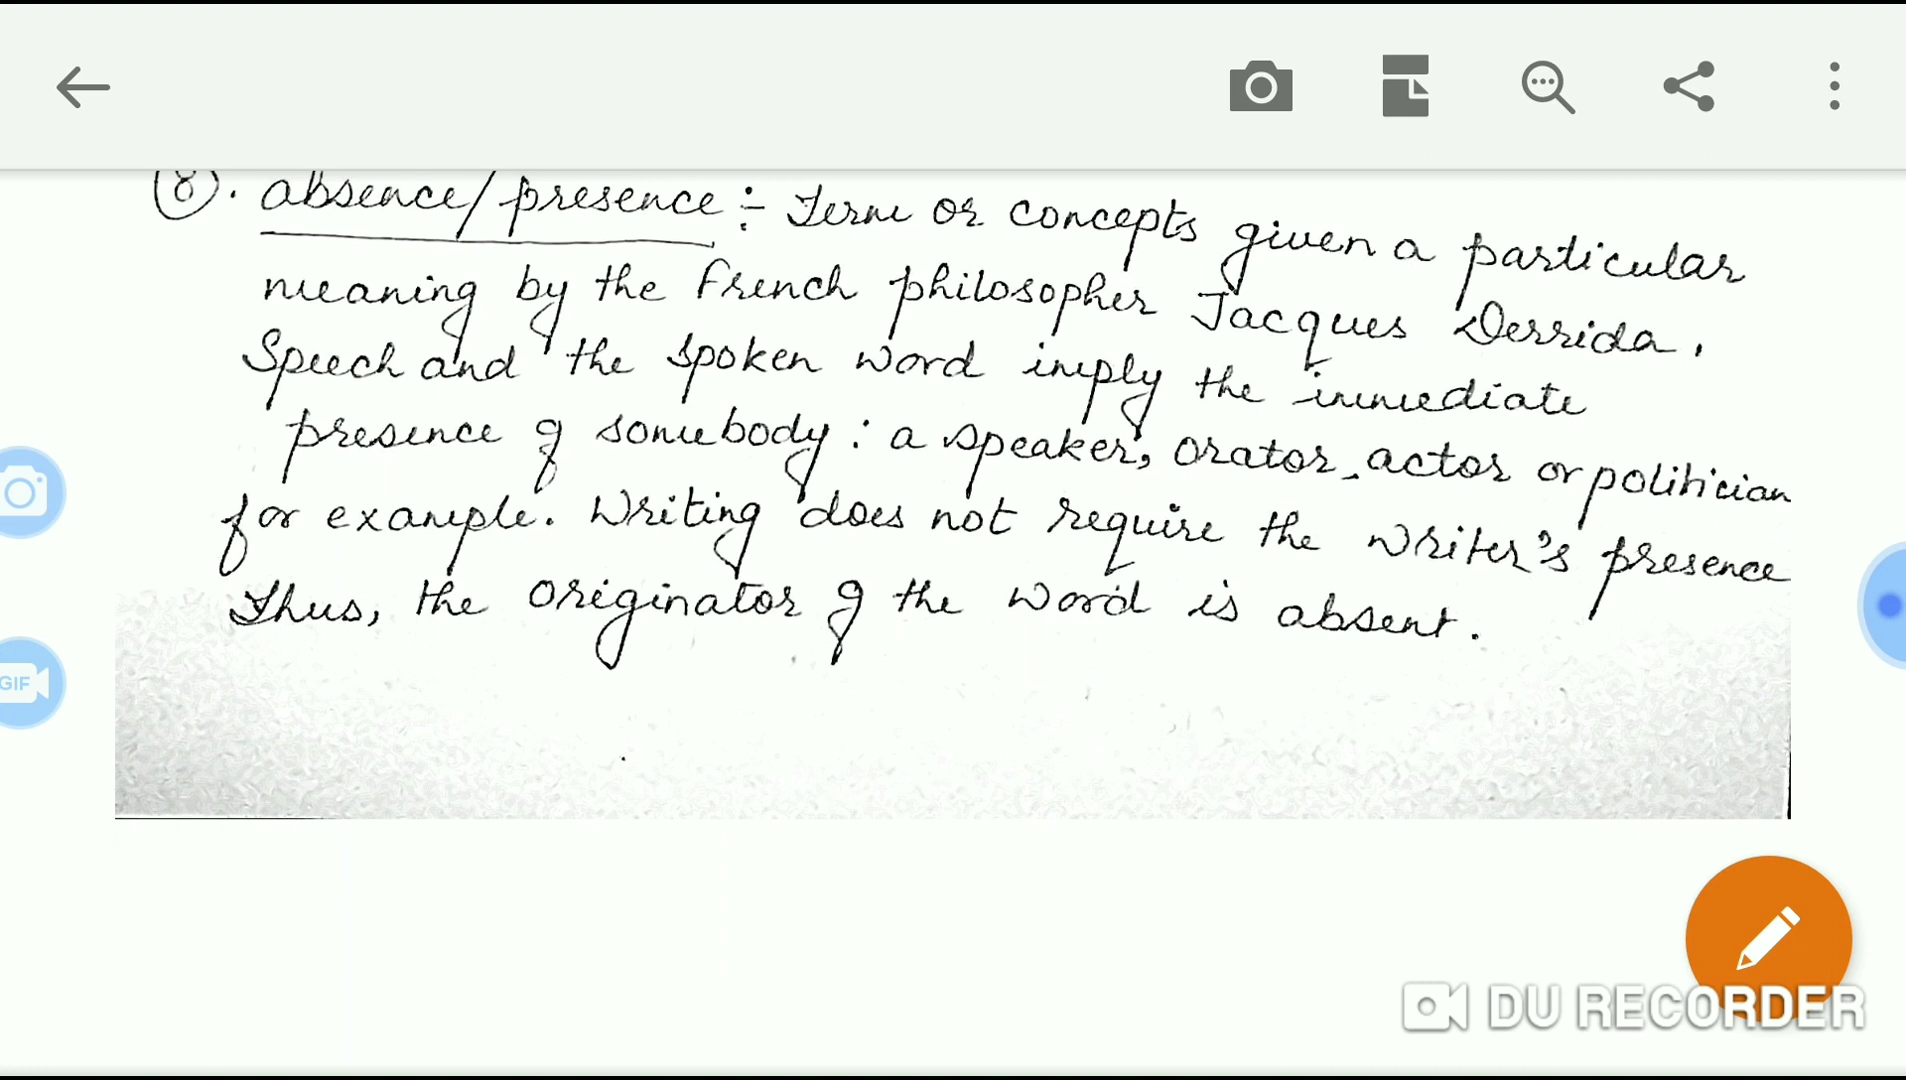 (8). absence/presence :- Term or concepts given a particular
meaning by the French philosopher Jacques Derrida.
Speech and the spoken word imply the immediate
presence of somebody : a speaker, orator, actor or politician
for example. Writing does not require the writer's presence
Thus, the originator of the word is absent.
GIF
DU RECORDER